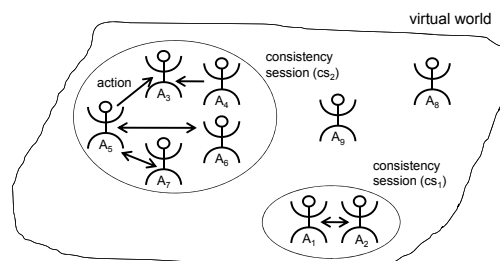 virtual world
consistency
session (cs₂)
action
A₃
A₄
A₈
A₅
A₆
A₉
A₇
consistency
session (cs₁)
A₁
A₂